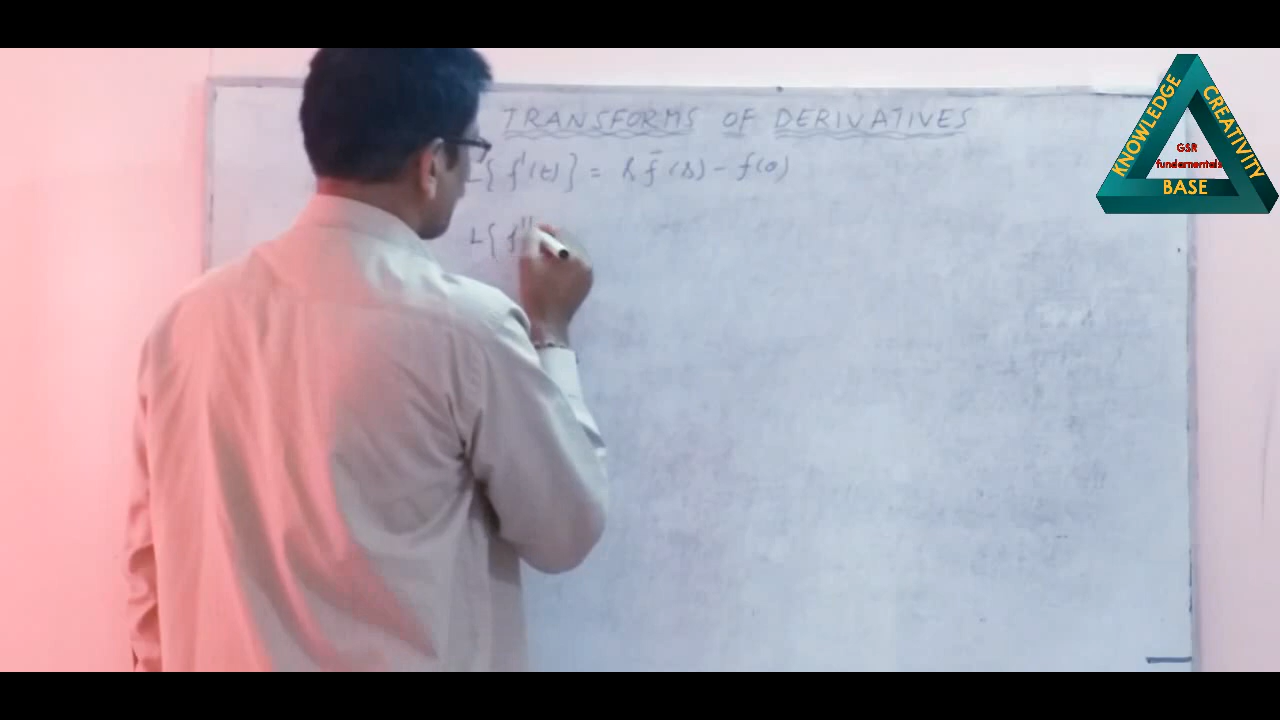 TRANSFORMS OF DERIVATIVES
L{ f'(t) } = s f̄ (s) - f(0)
L{ f''
KNOWLEDGE
CREATIVITY
BASE
GSR
fundamentals